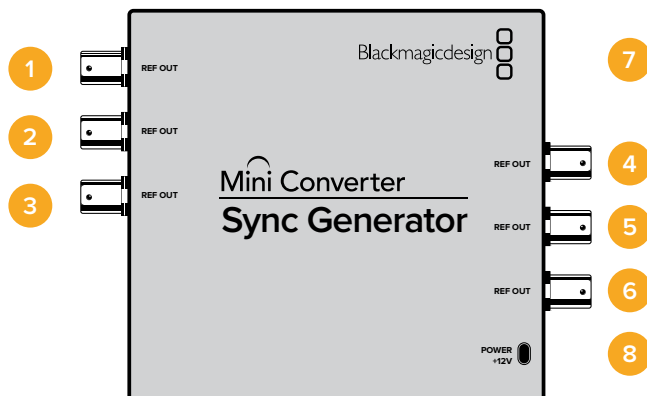 Blackmagicdesign
1
REF OUT
2
REF OUT
3
REF OUT
Mini Converter
Sync Generator
7
REF OUT
4
REF OUT
5
REF OUT
6
POWER
+12V
8